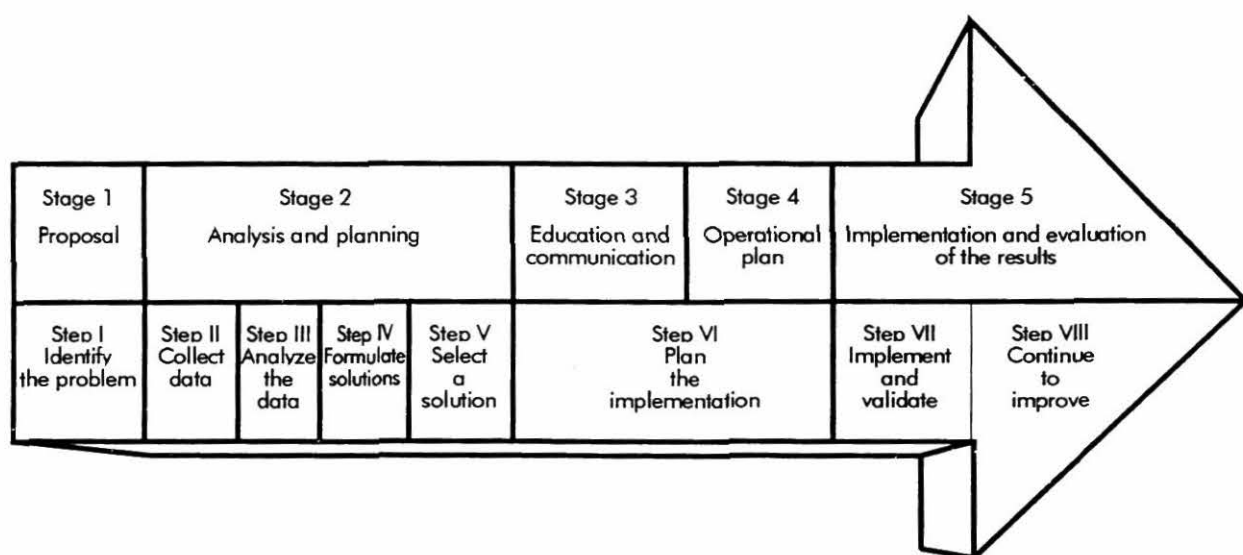 Stage 1
Proposal
Stage 2
Analysis and planning
Stage 3
Education and
communication
Stage 4
Operational
plan
Stage 5
Implementation and evaluation
of the results
Step I
Identify
the problem
Step II
Collect
data
Step III
Analyze
the
data
Step IV
Formulate
solutions
Step V
Select
a
solution
Step VI
Plan
the
implementation
Step VII
Implement
and
validate
Step VIII
Continue
to
improve